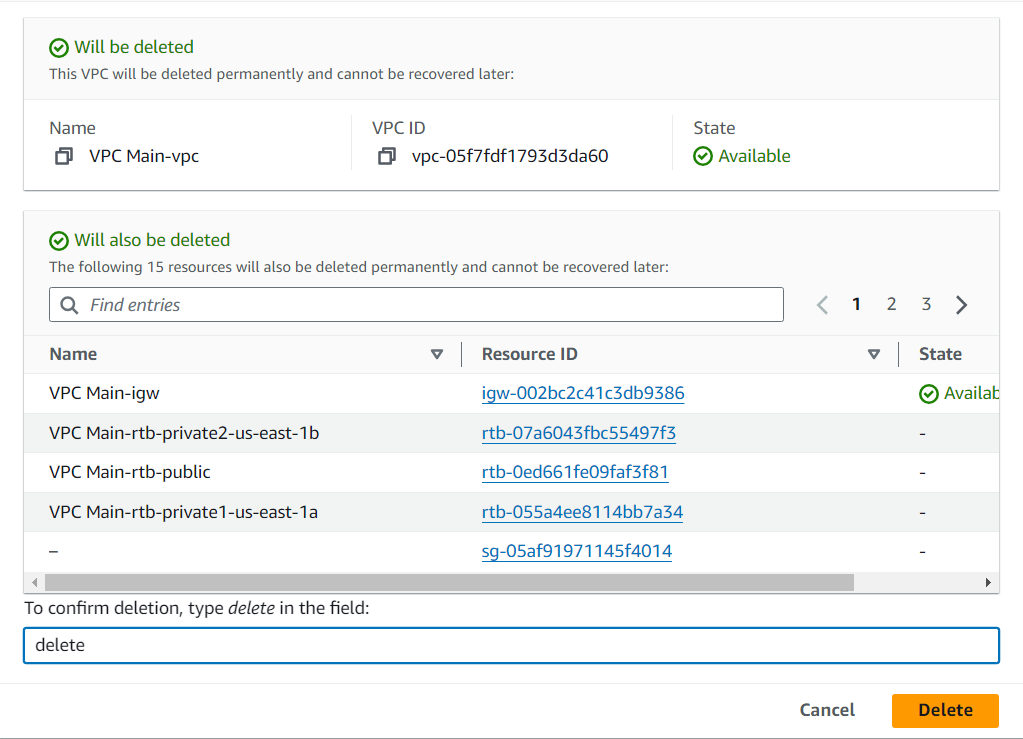 Will be deleted
This VPC will be deleted permanently and cannot be recovered later:
Name VPC ID State
VPC Main-vpc vpc-05f7fdf1793d3da60 Available
Will also be deleted
The following 15 resources will also be deleted permanently and cannot be recovered later:
Find entries 1 2 3
Name Resource ID State
VPC Main-igw igw-002bc2c41c3db9386 Availab
VPC Main-rtb-private2-us-east-1b rtb-07a6043fbc55497f3 -
VPC Main-rtb-public rtb-0ed661fe09faf3f81 -
VPC Main-rtb-private1-us-east-1a rtb-055a4ee8114bb7a34 -
– sg-05af91971145f4014 -
To confirm deletion, type delete in the field:
delete
Cancel Delete